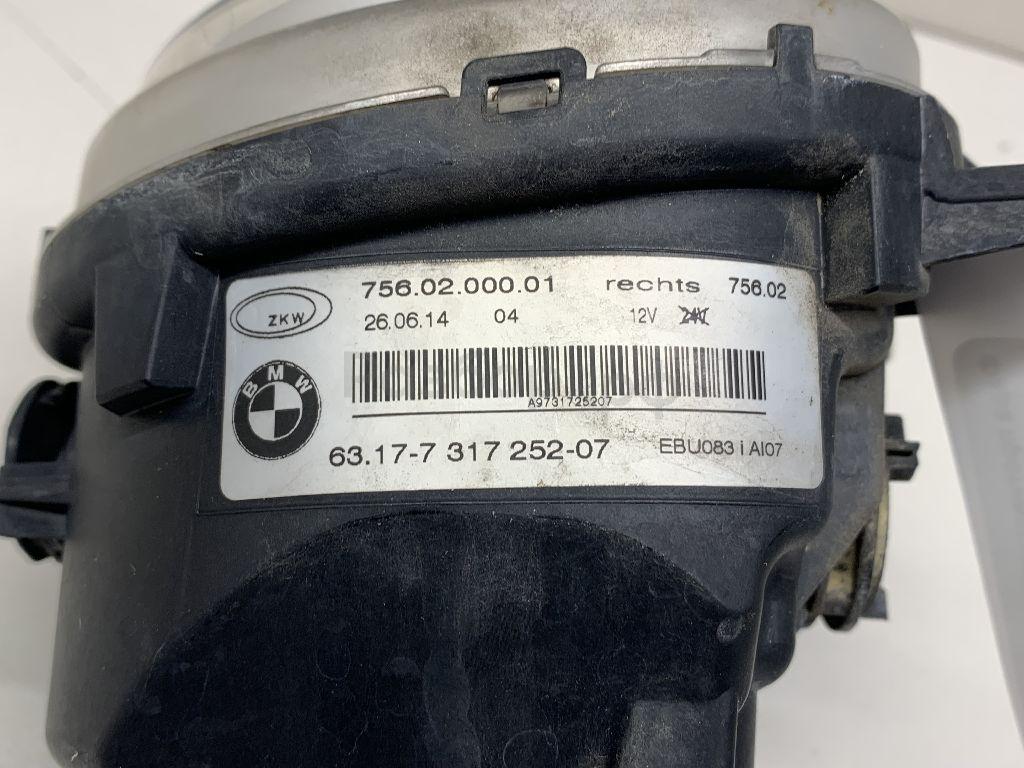 756.02.000.01 rechts 756.02
ZKW 26.06.14 04 12V 24V
BMW
A9731725207
63.17-7 317 252-07 EBU083 i AI07